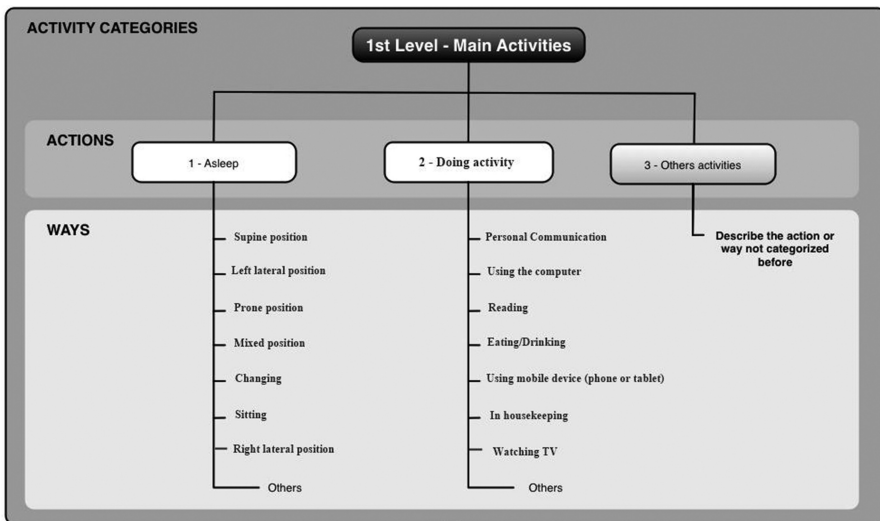 ACTIVITY CATEGORIES
1st Level - Main Activities
ACTIONS
1 - Asleep
2 - Doing activity
3 - Others activities
WAYS
Supine position
Left lateral position
Prone position
Mixed position
Changing
Sitting
Right lateral position
Others
Personal Communication
Using the computer
Reading
Eating/Drinking
Using mobile device (phone or tablet)
In housekeeping
Watching TV
Others
Describe the action or
way not categorized
before